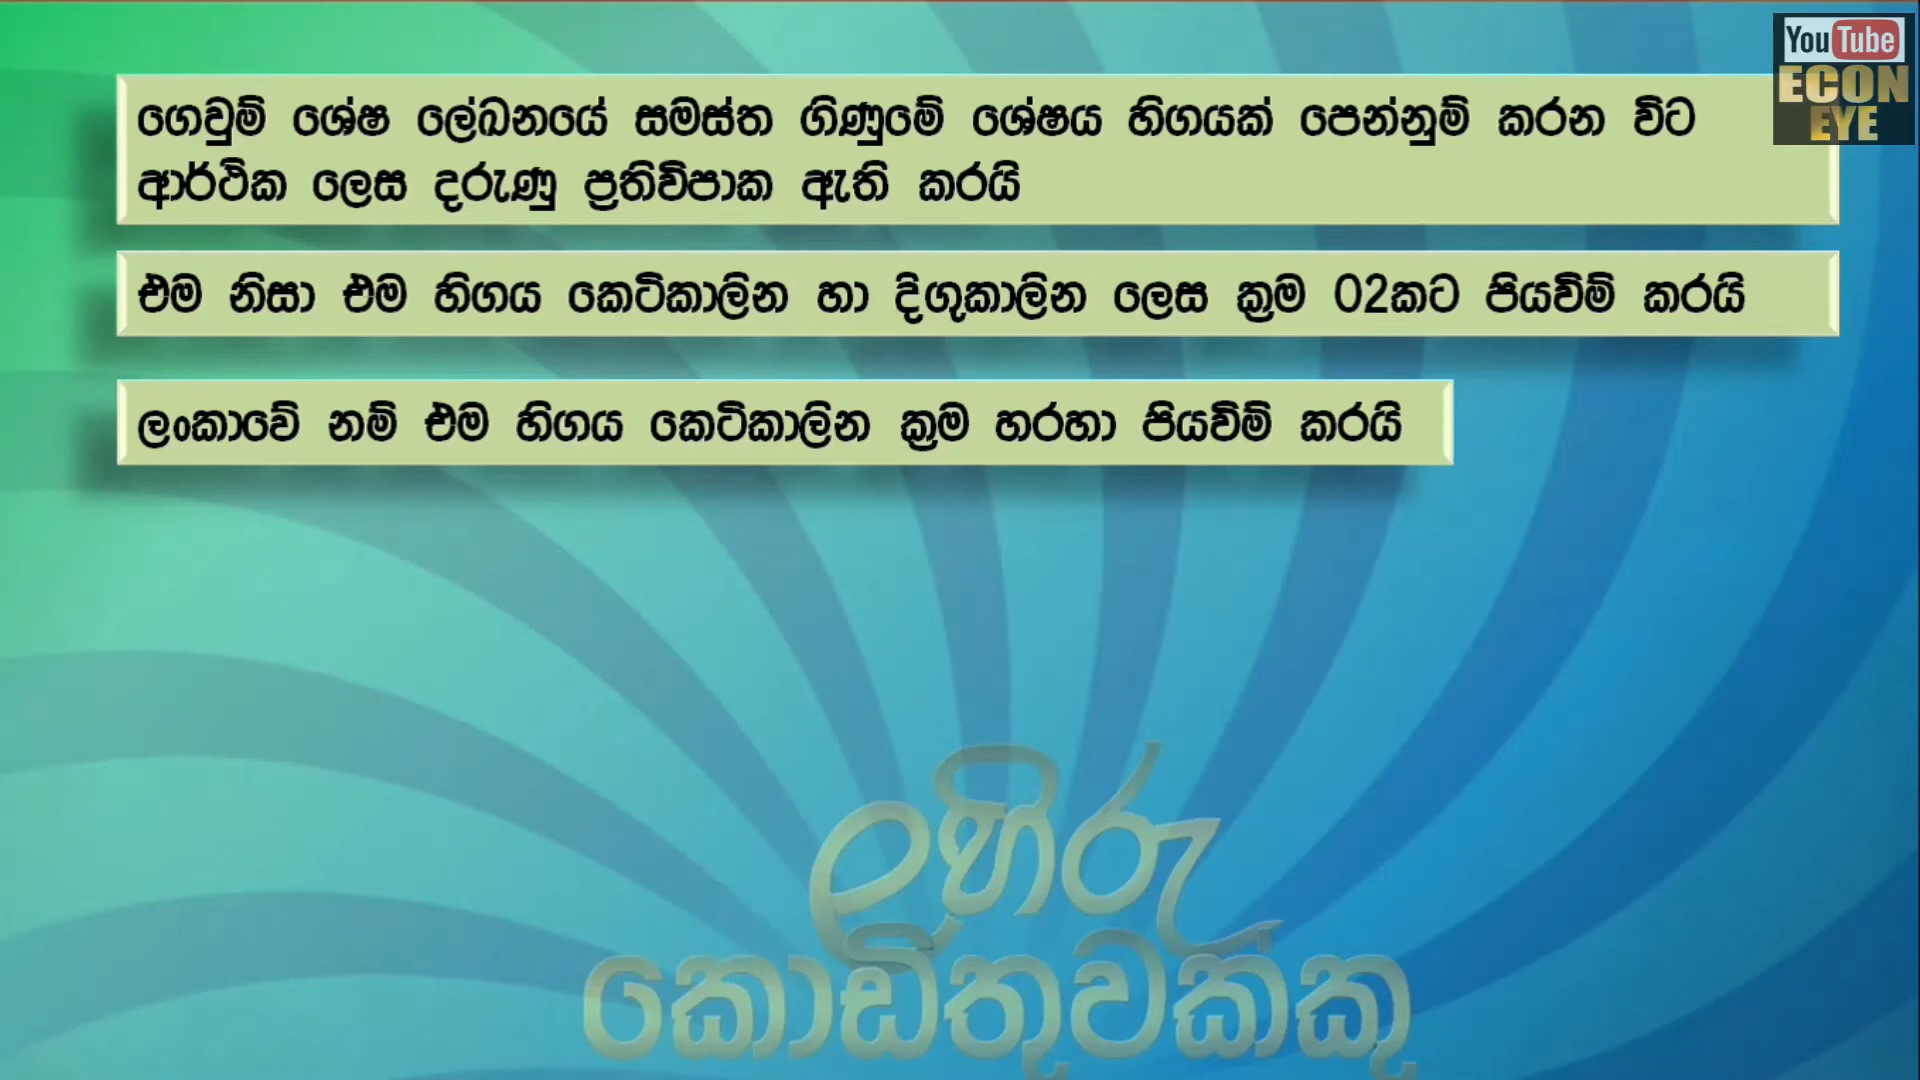 YouTube
ECON
EYE
ගෙවුම් ශේෂ ලේඛනයේ සමස්ත ගිණුමේ ශේෂය හිගයක් පෙන්නුම් කරන විට
ආර්ථික ලෙස දරුණු ප්‍රතිවිපාක ඇති කරයි
එම නිසා එම හිගය කෙටිකාලින හා දිගුකාලින ලෙස ක්‍රම 02කට පියවිම් කරයි
ලංකාවේ නම් එම හිගය කෙටිකාලින ක්‍රම හරහා පියවිම් කරයි
ලහිරු
කොඩිතුවක්කු